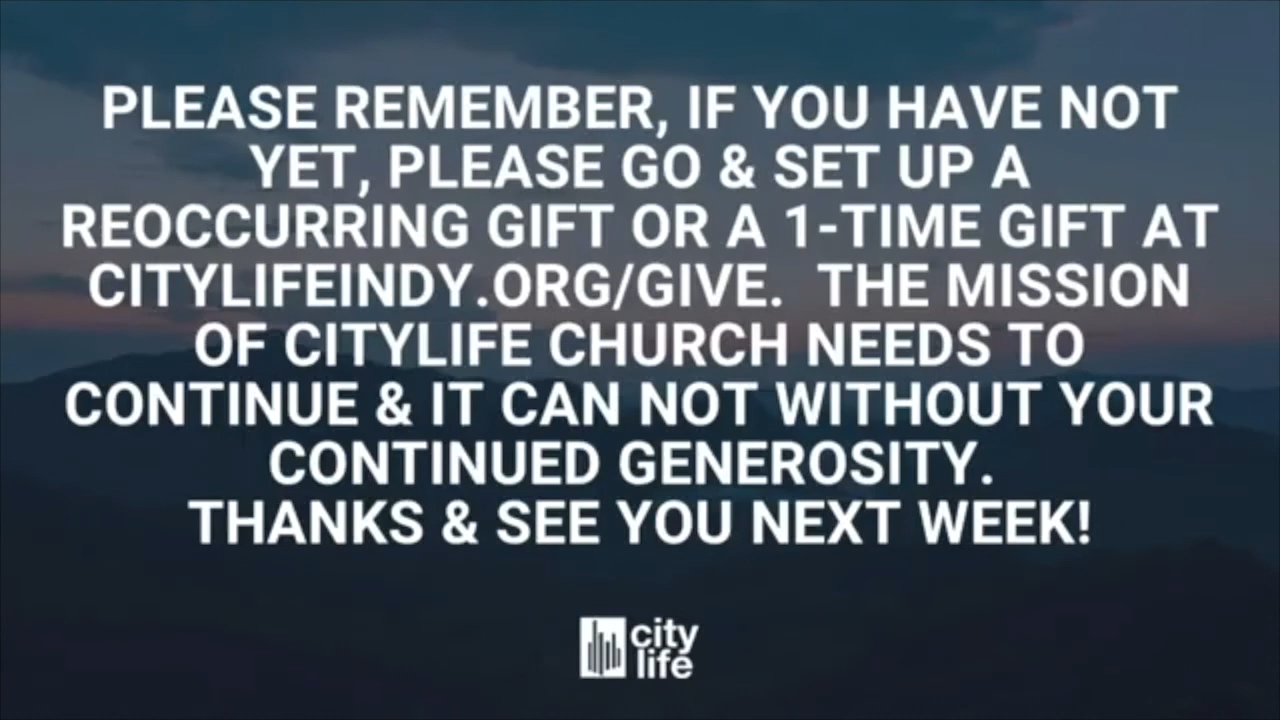 PLEASE REMEMBER, IF YOU HAVE NOT
YET, PLEASE GO & SET UP A
REOCCURRING GIFT OR A 1-TIME GIFT AT
CITYLIFEINDY.ORG/GIVE. THE MISSION
OF CITYLIFE CHURCH NEEDS TO
CONTINUE & IT CAN NOT WITHOUT YOUR
CONTINUED GENEROSITY.
THANKS & SEE YOU NEXT WEEK!
city
life